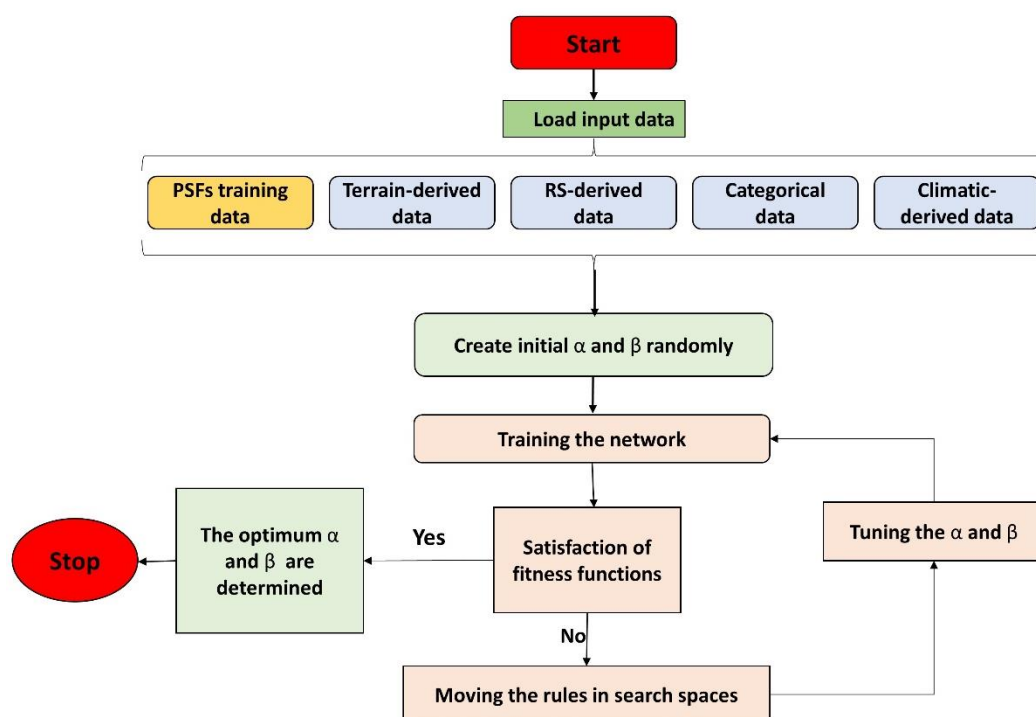 Start
Load input data
PSFs training
data
Terrain-derived
data
RS-derived
data
Categorical
data
Climatic-
derived data
Create initial α and β randomly
Training the network
The optimum α
and β are
determined
Stop
Yes
Satisfaction of
fitness functions
Tuning the α and β
No
Moving the rules in search spaces